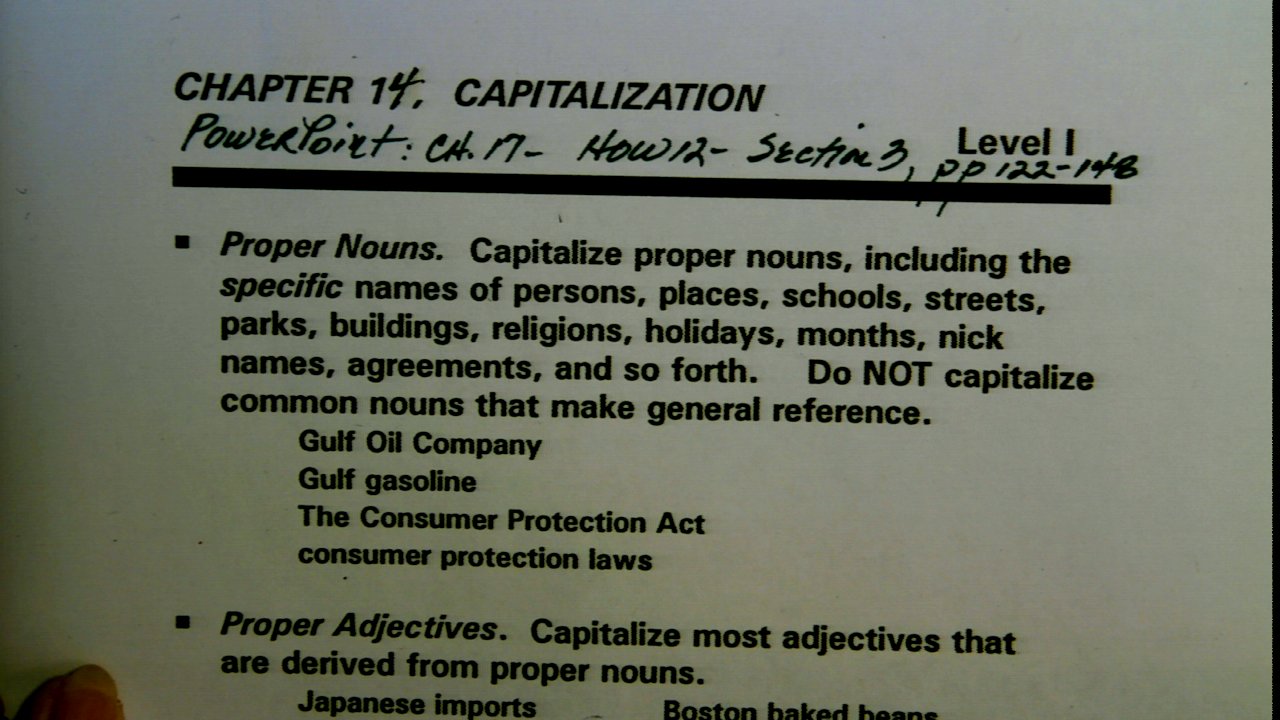 CHAPTER 14, CAPITALIZATION
PowerPoint: CH. 17- HOW12- Section 3, pp 122-148
Level I
▪ Proper Nouns. Capitalize proper nouns, including the
specific names of persons, places, schools, streets,
parks, buildings, religions, holidays, months, nick
names, agreements, and so forth. Do NOT capitalize
common nouns that make general reference.
Gulf Oil Company
Gulf gasoline
The Consumer Protection Act
consumer protection laws
▪ Proper Adjectives. Capitalize most adjectives that
are derived from proper nouns.
Japanese imports Boston baked beans